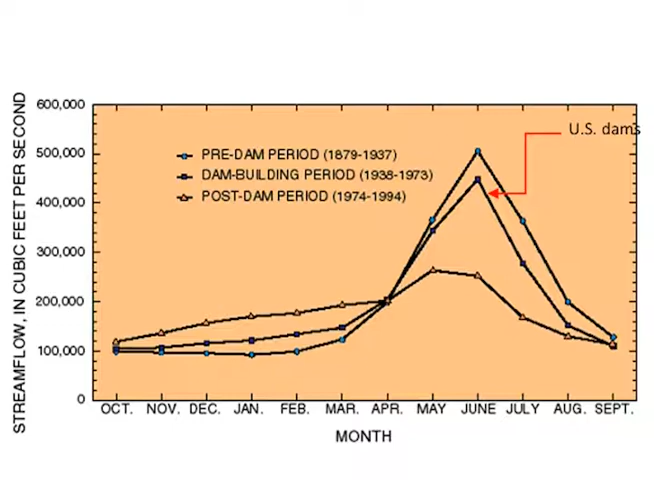 600,000
U.S. dams
500,000
PRE-DAM PERIOD (1879-1937)
DAM-BUILDING PERIOD (1938-1973)
POST-DAM PERIOD (1974-1994)
400,000
300,000
200,000
100,000
0
STREAMFLOW, IN CUBIC FEET PER SECOND
OCT. NOV. DEC. JAN. FEB. MAR. APR. MAY JUNE JULY AUG. SEPT.
MONTH